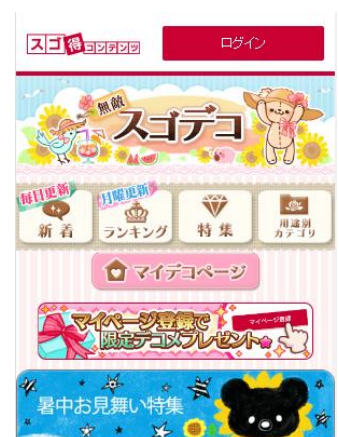 スゴ得コンテンツ
ログイン
無敵
スゴデコ
毎日更新
新着
月曜更新
ランキング
特集
用途別
カテゴリ
マイデコページ
マイページ登録で
限定デコメプレゼント
マイページ登録
暑中お見舞い特集